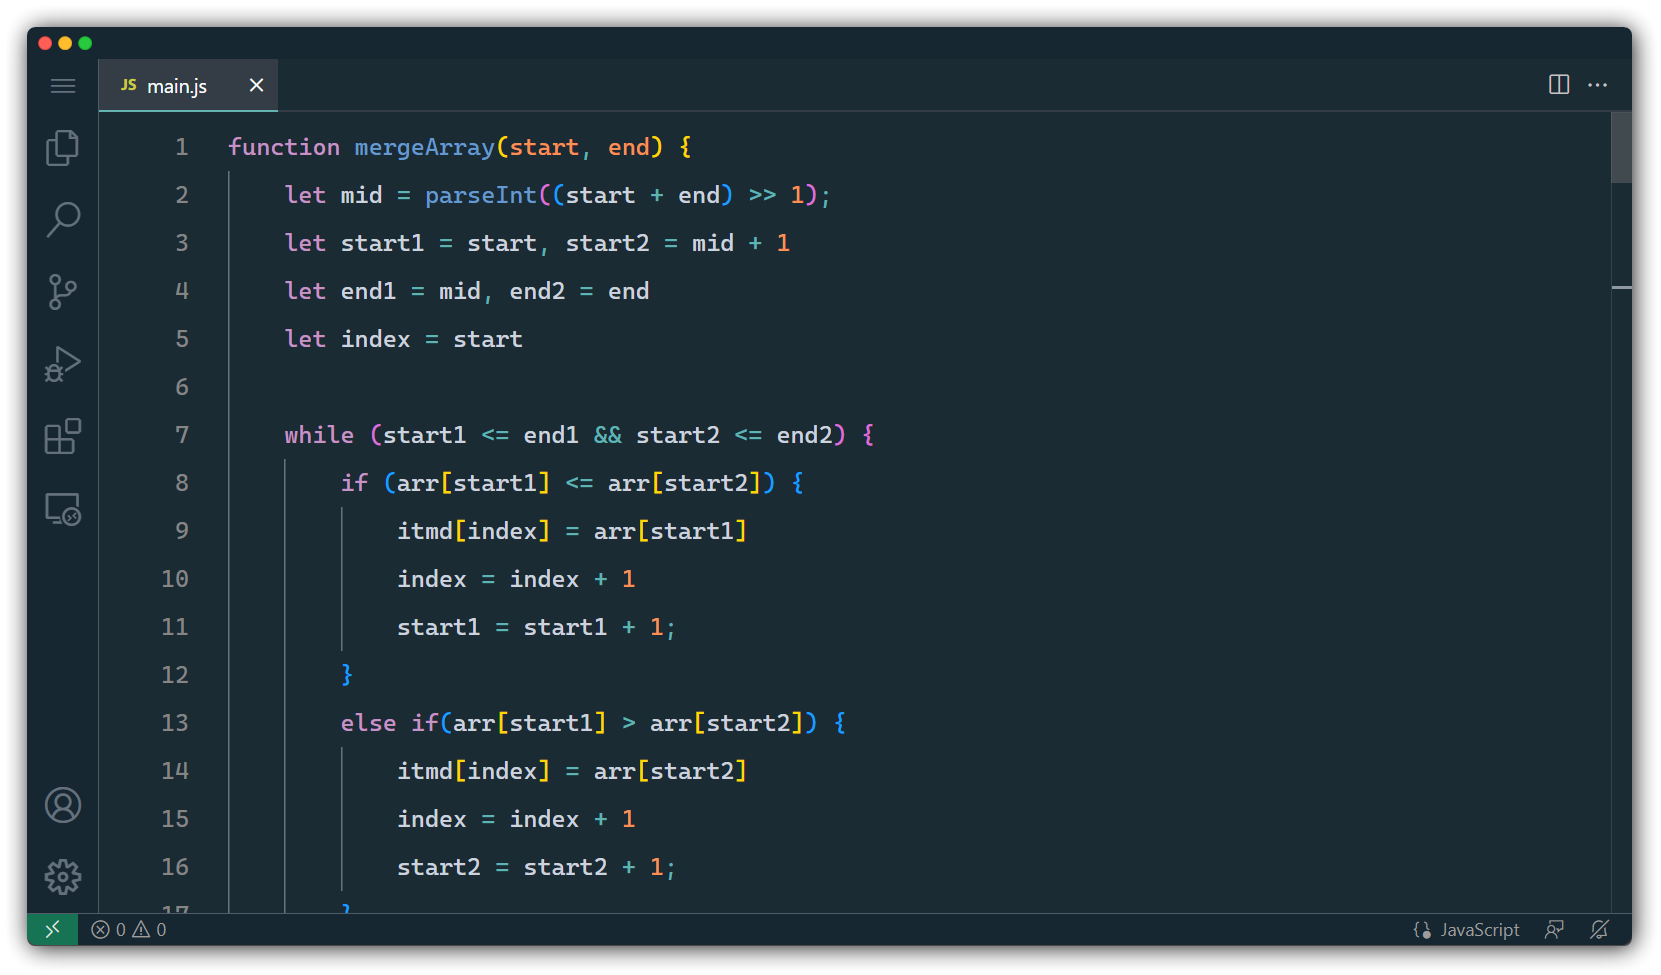 JS main.js
1 function mergeArray(start, end) {
2 let mid = parseInt((start + end) >> 1);
3 let start1 = start, start2 = mid + 1
4 let end1 = mid, end2 = end
5 let index = start
6
7 while (start1 <= end1 && start2 <= end2) {
8 if (arr[start1] <= arr[start2]) {
9 itmd[index] = arr[start1]
10 index = index + 1
11 start1 = start1 + 1;
12 }
13 else if(arr[start1] > arr[start2]) {
14 itmd[index] = arr[start2]
15 index = index + 1
16 start2 = start2 + 1;
17 }
0 0 JavaScript